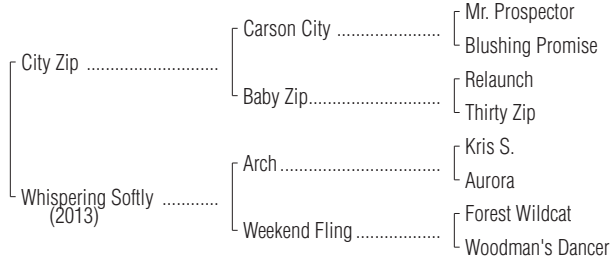 Mr. Prospector
Carson City ......................
Blushing Promise
City Zip ............................
Relaunch
Baby Zip............................
Thirty Zip
Kris S.
Arch..................................
Aurora
Whispering Softly ............
(2013)
Forest Wildcat
Weekend Fling ..................
Woodman's Dancer